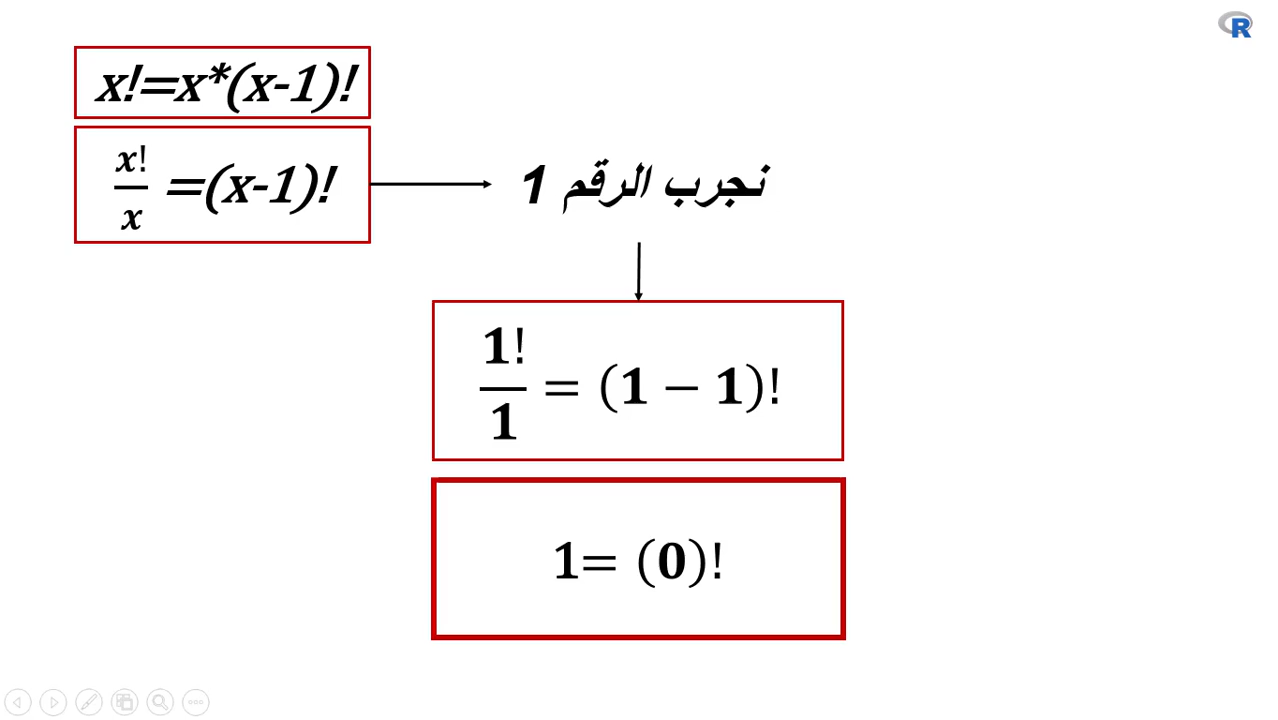 R
x!=x*(x-1)!
x!/x =(x-1)!
نجرب الرقم 1
1!/1 = (1 − 1)!
1= (0)!